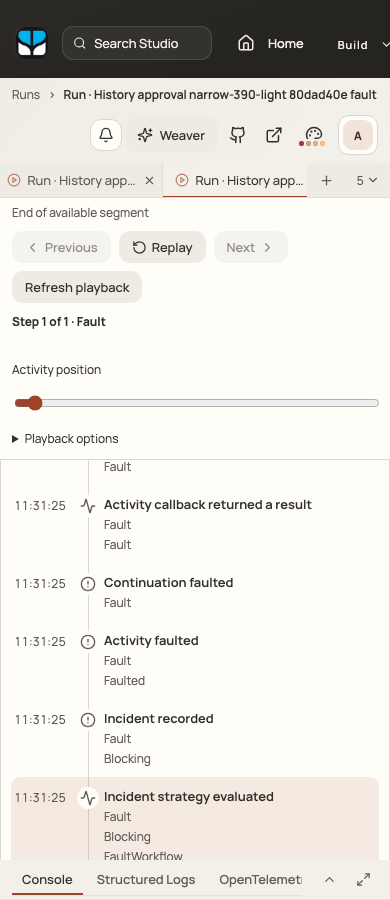 Search Studio
Home
Build
Runs > Run · History approval narrow-390-light 80dad40e fault
Weaver
A
Run · History app...
Run · History app...
5
End of available segment
Previous
Replay
Next
Refresh playback
Step 1 of 1 · Fault
Activity position
Playback options
Fault
11:31:25
Activity callback returned a result
Fault
Fault
11:31:25
Continuation faulted
Fault
11:31:25
Activity faulted
Fault
Faulted
11:31:25
Incident recorded
Fault
Blocking
11:31:25
Incident strategy evaluated
Fault
Blocking
FaultWorkflow
Console
Structured Logs
OpenTelemet